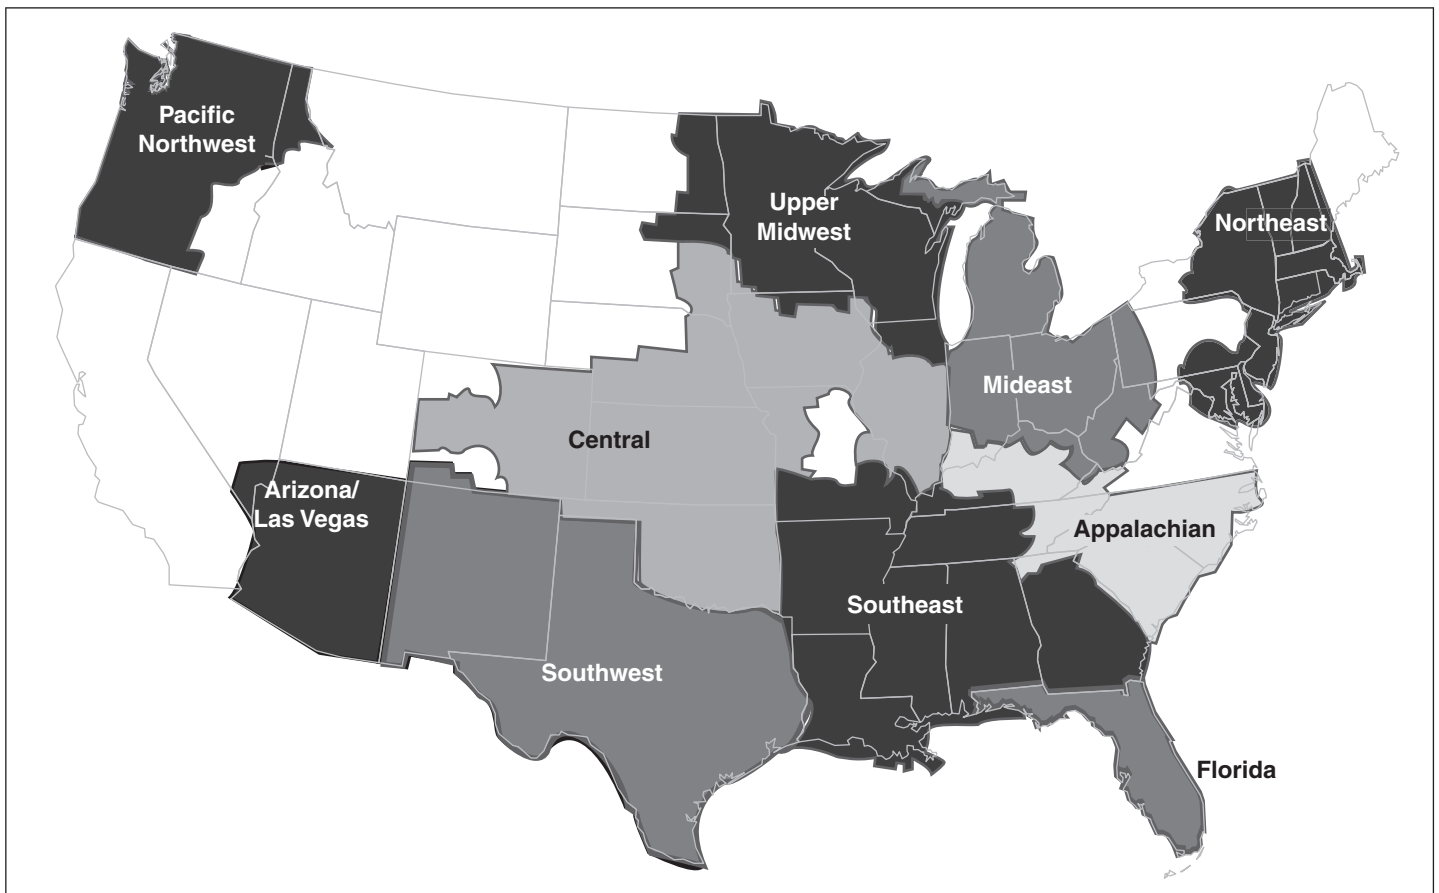 Pacific
Northwest
Upper
Midwest
Northeast
Mideast
Central
Arizona/
Las Vegas
Appalachian
Southeast
Southwest
Florida